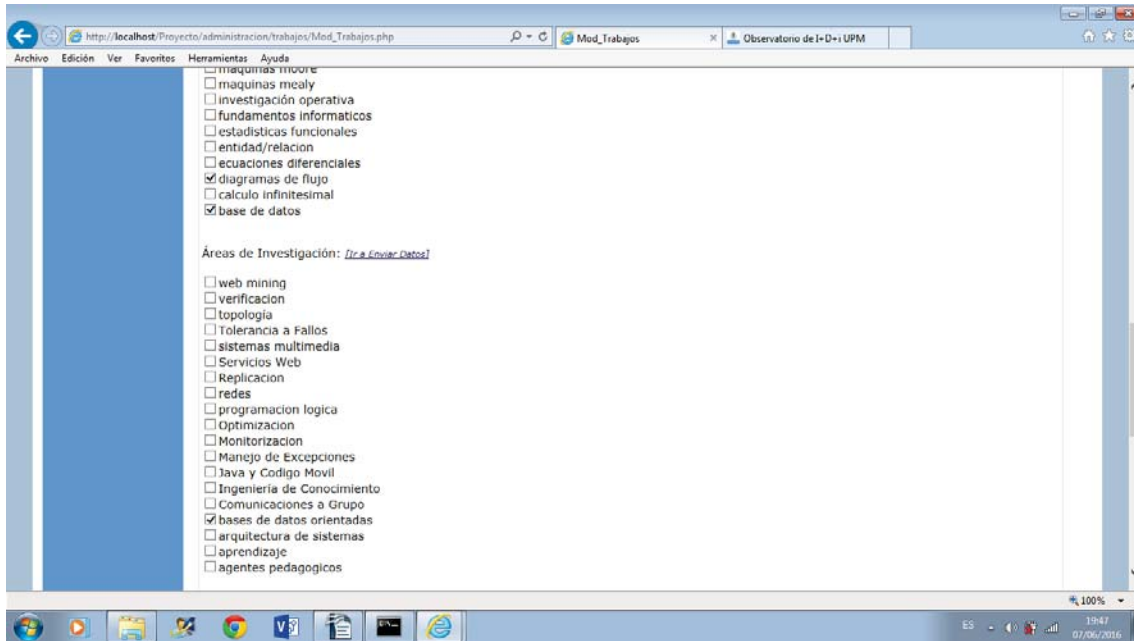 http://localhost/Proyecto/administracion/trabajos/Mod_Trabajos.php
Mod_Trabajos
Observatorio de I+D+i UPM
Archivo Edición Ver Favoritos Herramientas Ayuda
maquinas moore
maquinas mealy
investigación operativa
fundamentos informaticos
estadisticas funcionales
entidad/relacion
ecuaciones diferenciales
diagramas de flujo
calculo infinitesimal
base de datos
Áreas de Investigación: [Ir a Enviar Datos]
web mining
verificacion
topología
Tolerancia a Fallos
sistemas multimedia
Servicios Web
Replicacion
redes
programacion logica
Optimizacion
Monitorizacion
Manejo de Excepciones
Java y Codigo Movil
Ingeniería de Conocimiento
Comunicaciones a Grupo
bases de datos orientadas
arquitectura de sistemas
aprendizaje
agentes pedagogicos
100%
ES
19:47
07/06/2016